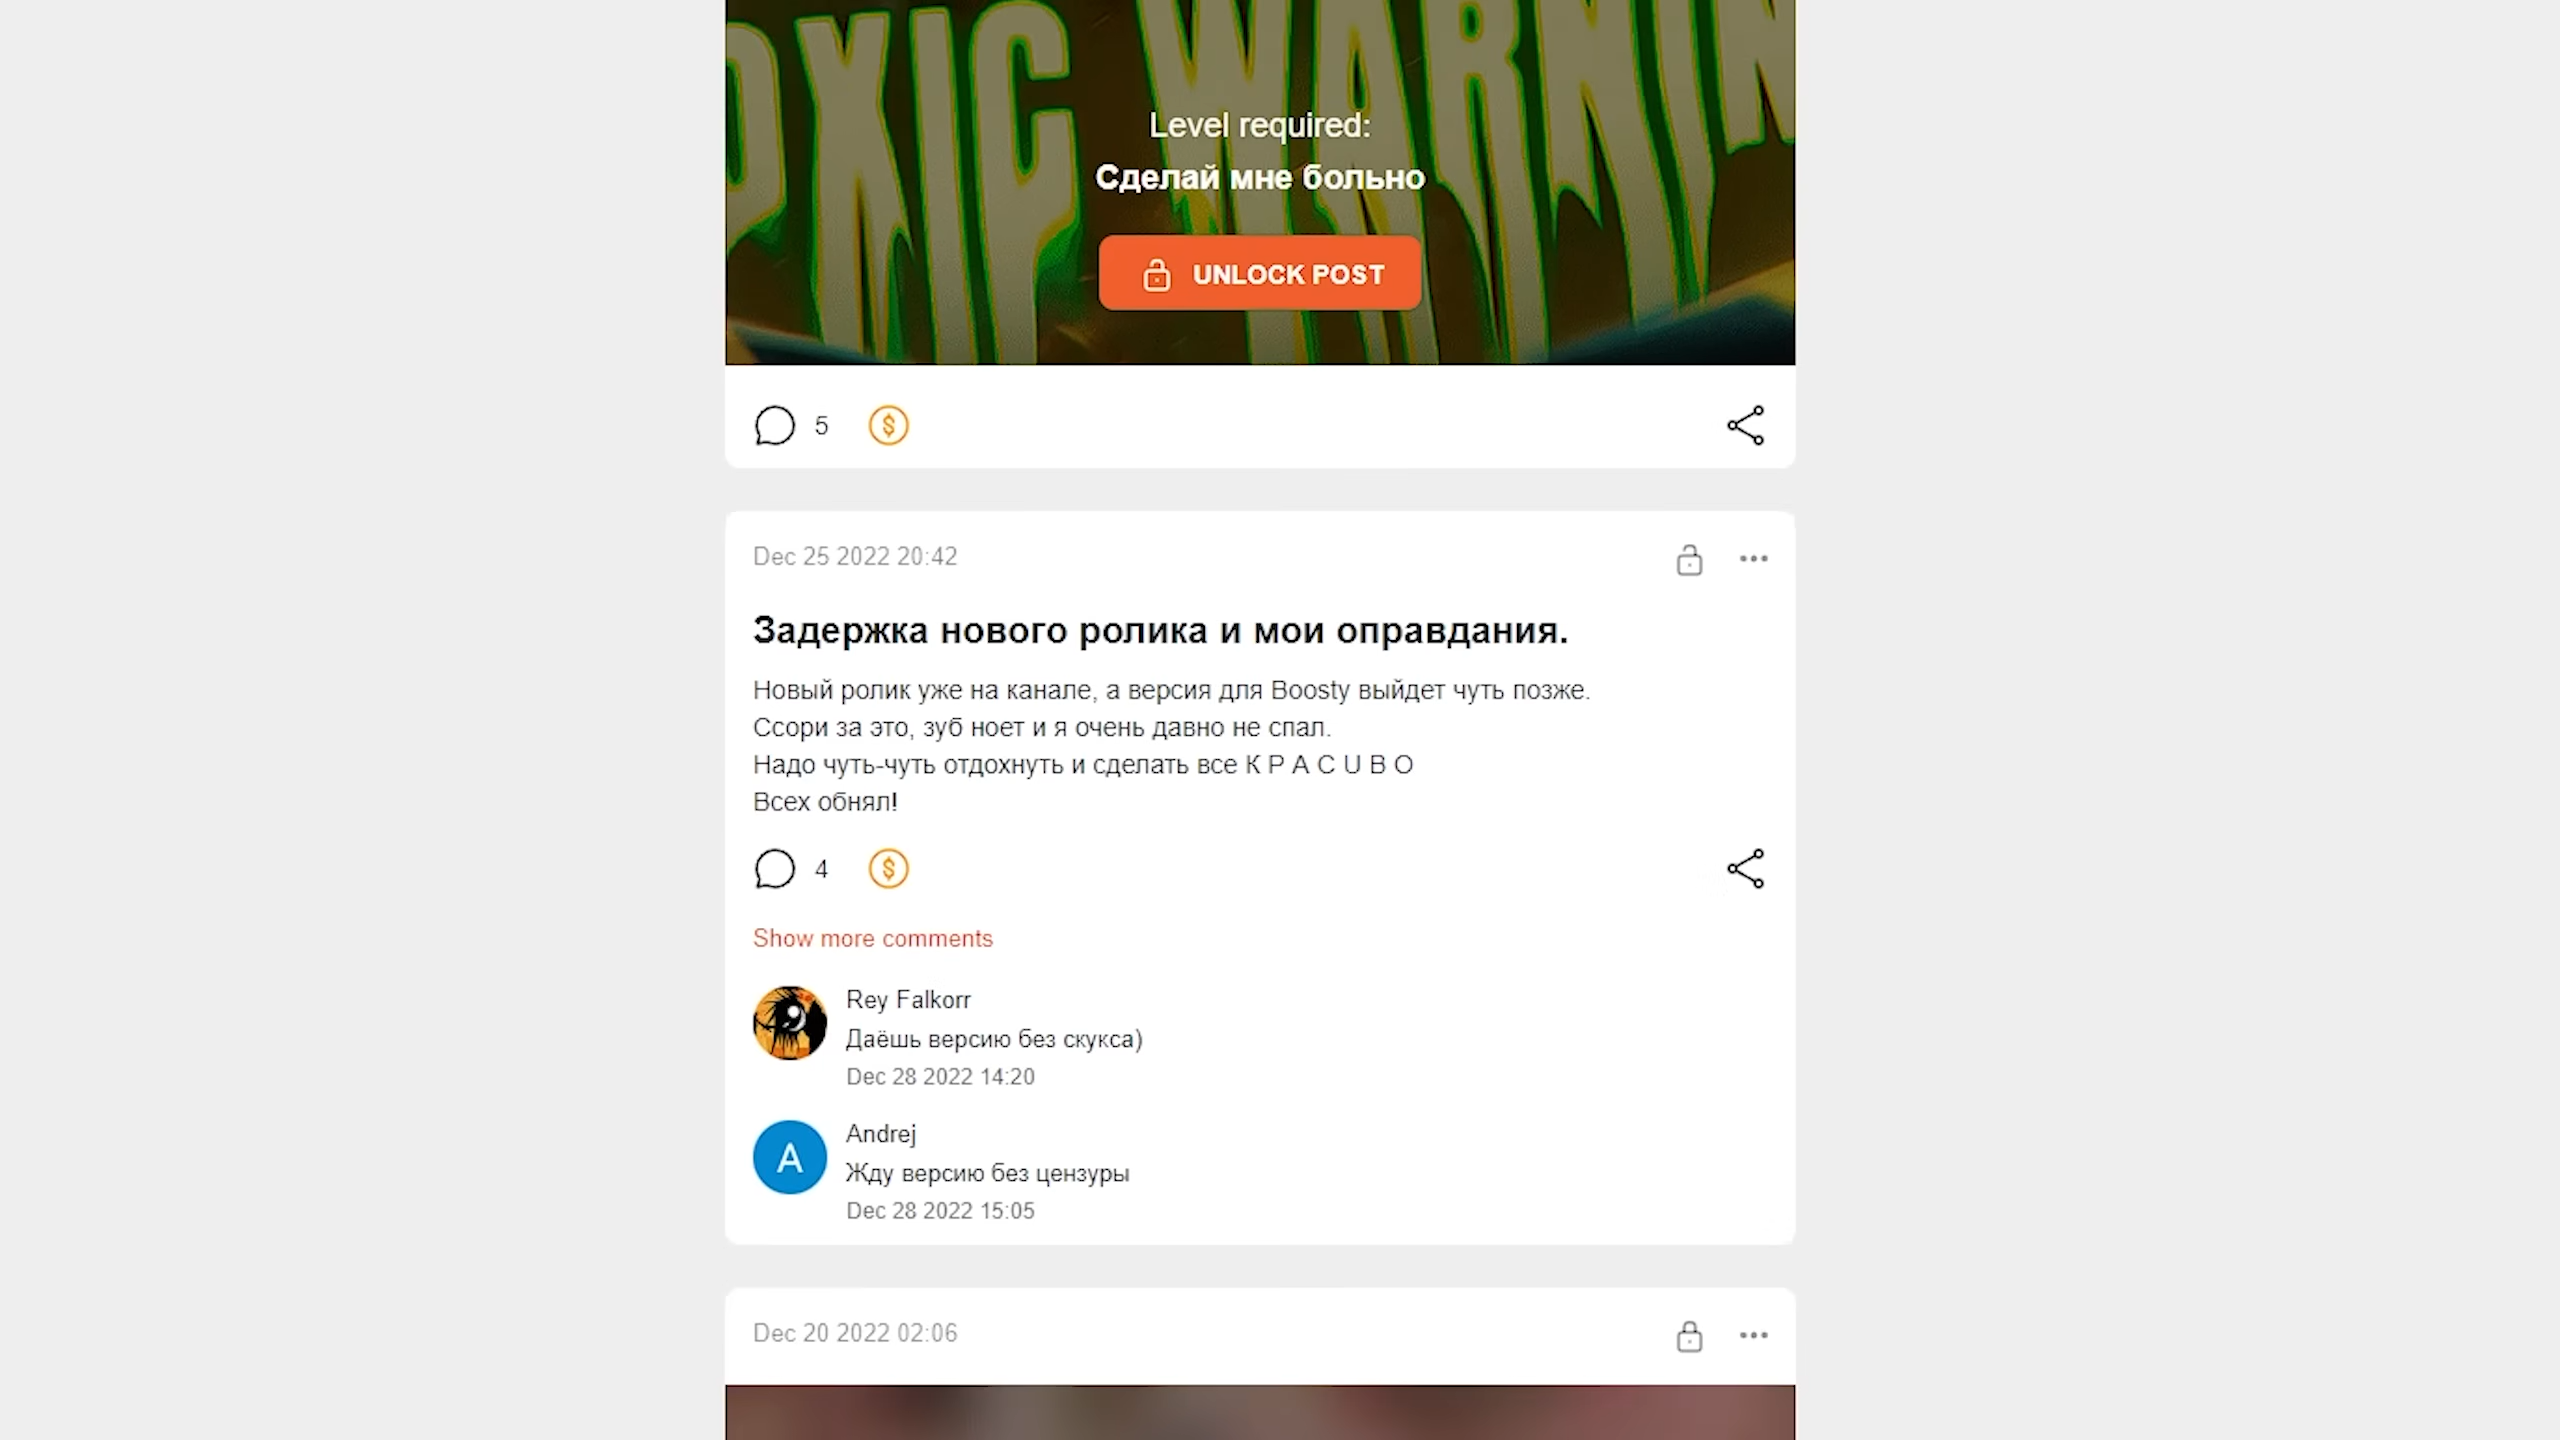 OXIC WARNIN
Level required:
Сделай мне больно
UNLOCK POST
5
Dec 25 2022 20:42
Задержка нового ролика и мои оправдания.
Новый ролик уже на канале, а версия для Boosty выйдет чуть позже.
Ссори за это, зуб ноет и я очень давно не спал.
Надо чуть-чуть отдохнуть и сделать все K P A C U B O
Всех обнял!
4
Show more comments
Rey Falkorr
Даёшь версию без скукса)
Dec 28 2022 14:20
A
Andrej
Жду версию без цензуры
Dec 28 2022 15:05
Dec 20 2022 02:06